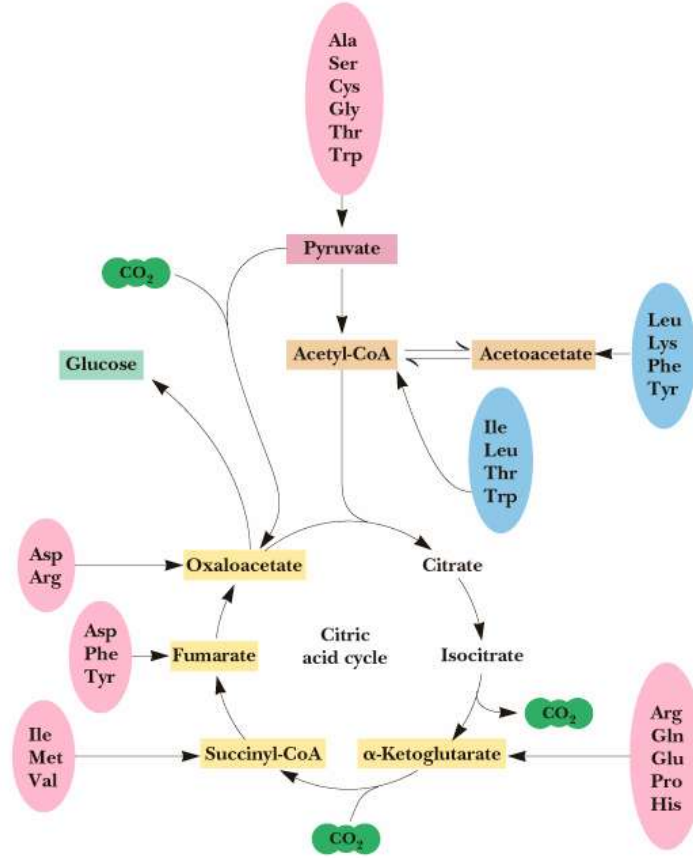 Ala
Ser
Cys
Gly
Thr
Trp
Pyruvate
CO2
Acetyl-CoA
Acetoacetate
Leu
Lys
Phe
Tyr
Glucose
Ile
Leu
Thr
Trp
Asp
Arg
Oxaloacetate
Citrate
Asp
Phe
Tyr
Fumarate
Citric
acid cycle
Isocitrate
CO2
Ile
Met
Val
Succinyl-CoA
α-Ketoglutarate
Arg
Gln
Glu
Pro
His
CO2